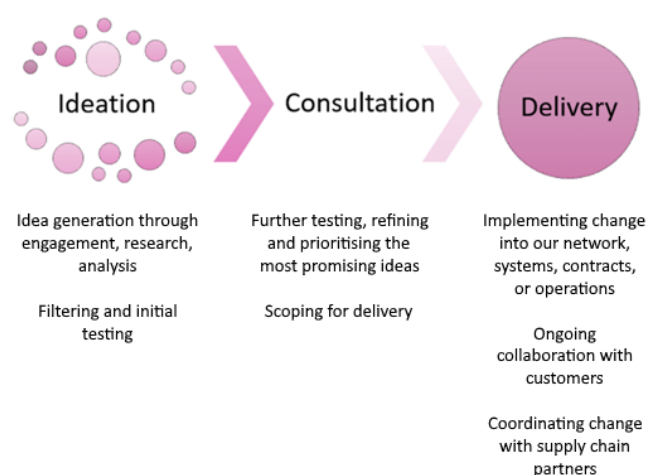 Ideation
Consultation
Delivery
Idea generation through
engagement, research,
analysis
Filtering and initial
testing
Further testing, refining
and prioritising the
most promising ideas
Scoping for delivery
Implementing change
into our network,
systems, contracts,
or operations
Ongoing
collaboration with
customers
Coordinating change
with supply chain
partners